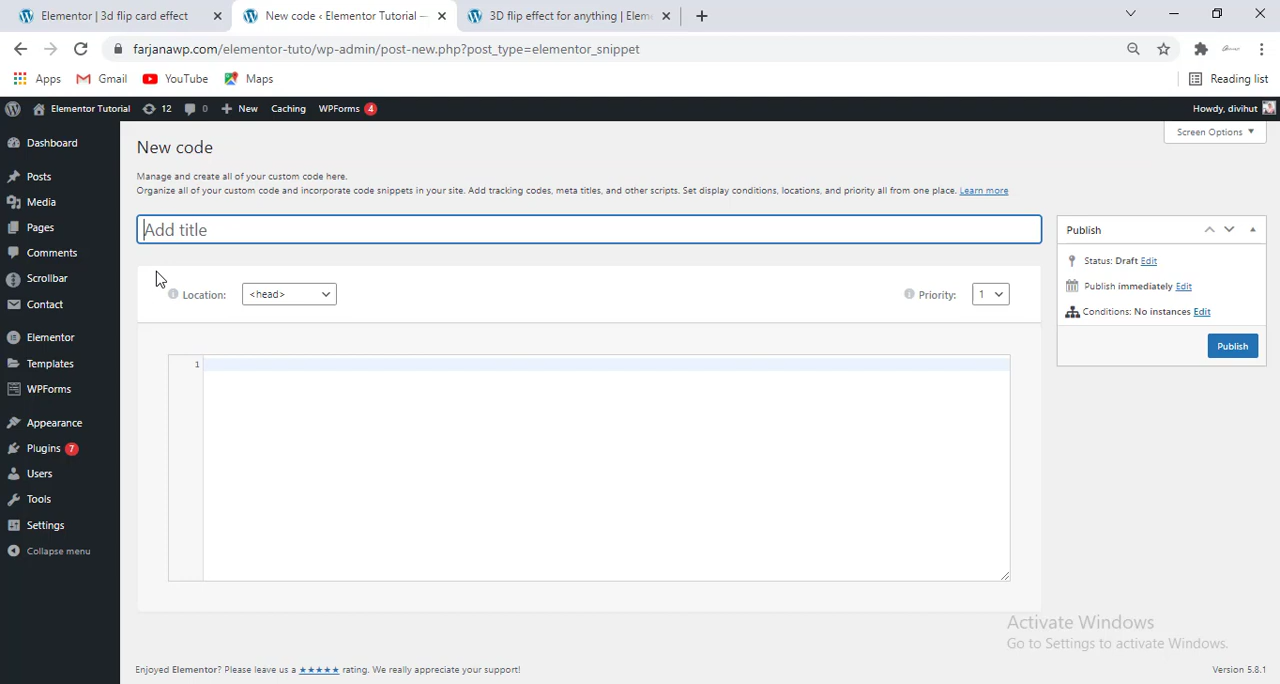 Elementor | 3d flip card effect
New code ‹ Elementor Tutorial —
3D flip effect for anything | Elem
farjanawp.com/elementor-tuto/wp-admin/post-new.php?post_type=elementor_snippet
Apps
Gmail
YouTube
Maps
Reading list
Elementor Tutorial
12
0
New
Caching
WPForms 4
Howdy, divihut
Dashboard
Posts
Media
Pages
Comments
Scrollbar
Contact
Elementor
Templates
WPForms
Appearance
Plugins 7
Users
Tools
Settings
Collapse menu
Screen Options
New code
Manage and create all of your custom code here.
Organize all of your custom code and incorporate code snippets in your site. Add tracking codes, meta titles, and other scripts. Set display conditions, locations, and priority all from one place. Learn more
Add title
Location: <head>
Priority: 1
1
Publish
Status: Draft Edit
Publish immediately Edit
Conditions: No instances Edit
Publish
Activate Windows
Go to Settings to activate Windows.
Enjoyed Elementor? Please leave us a ★★★★★ rating. We really appreciate your support!
Version 5.8.1